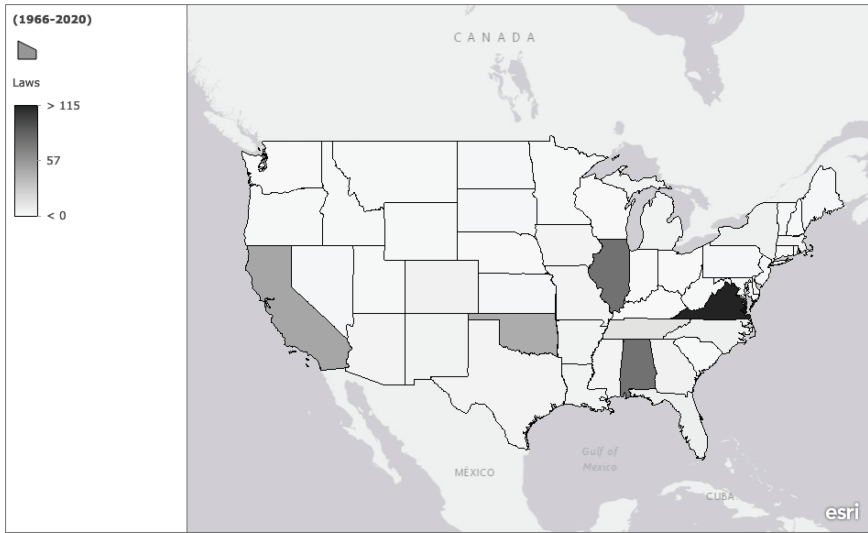 (1966-2020)
Laws
> 115
57
< 0
CANADA
Gulf of
Mexico
MÉXICO
CUBA
esri